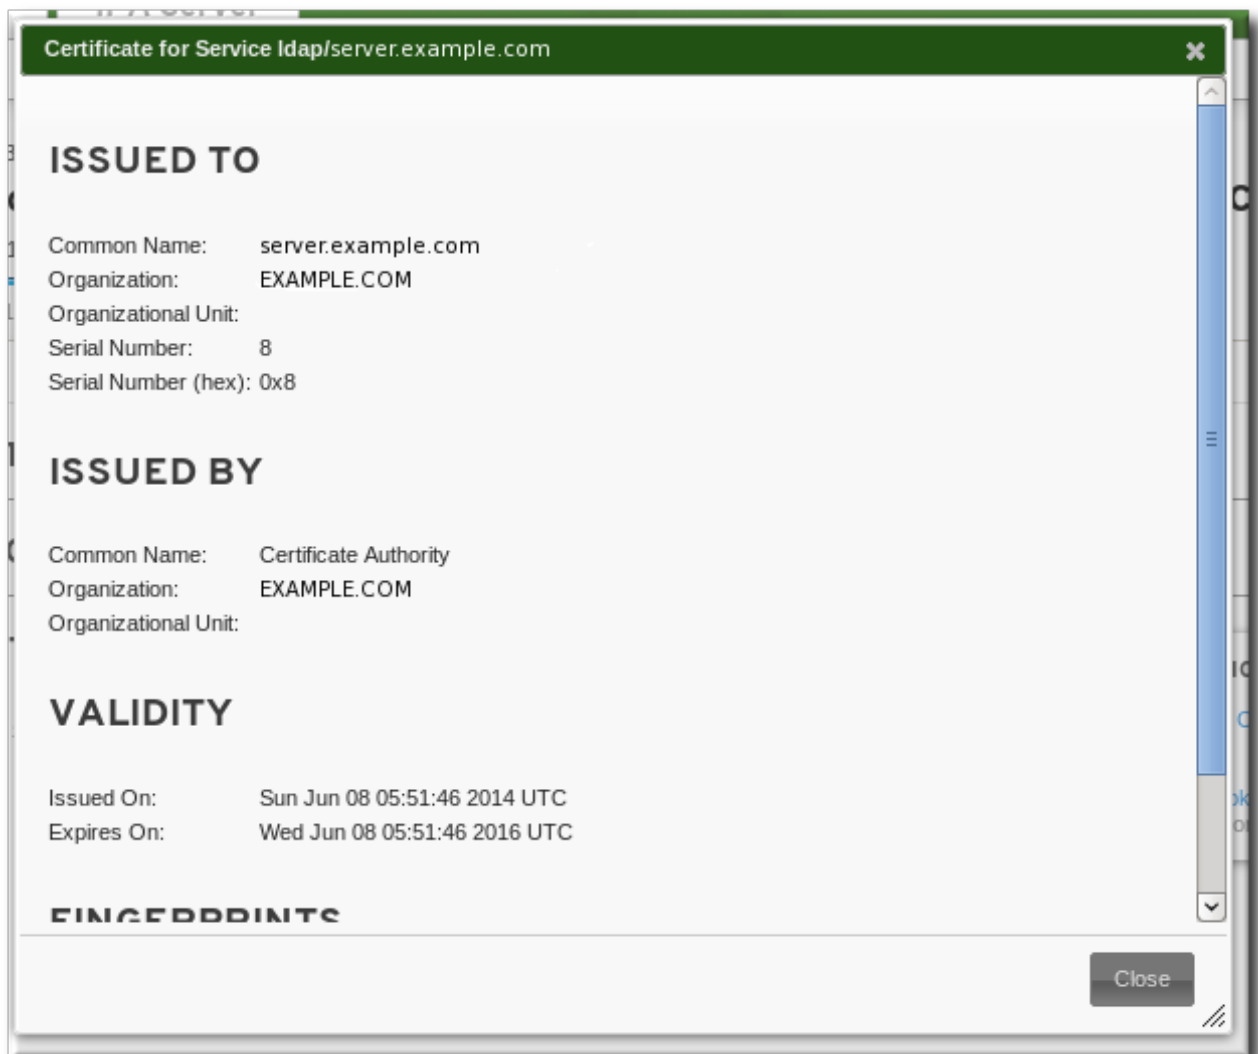 IPA Server
Certificate for Service ldap/server.example.com
ISSUED TO
Common Name: server.example.com
Organization: EXAMPLE.COM
Organizational Unit:
Serial Number: 8
Serial Number (hex): 0x8
ISSUED BY
Common Name: Certificate Authority
Organization: EXAMPLE.COM
Organizational Unit:
VALIDITY
Issued On: Sun Jun 08 05:51:46 2014 UTC
Expires On: Wed Jun 08 05:51:46 2016 UTC
FINGERPRINTS
Close